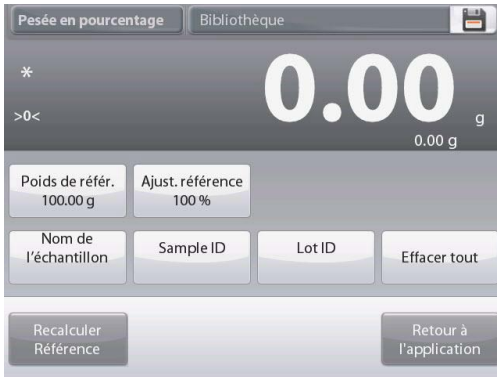 Pesée en pourcentage
Bibliothèque
*
>0<
0.00
g
0.00 g
Poids de référ.
100.00 g
Ajust. référence
100 %
Nom de
l'échantillon
Sample ID
Lot ID
Effacer tout
Recalculer
Référence
Retour à
l'application